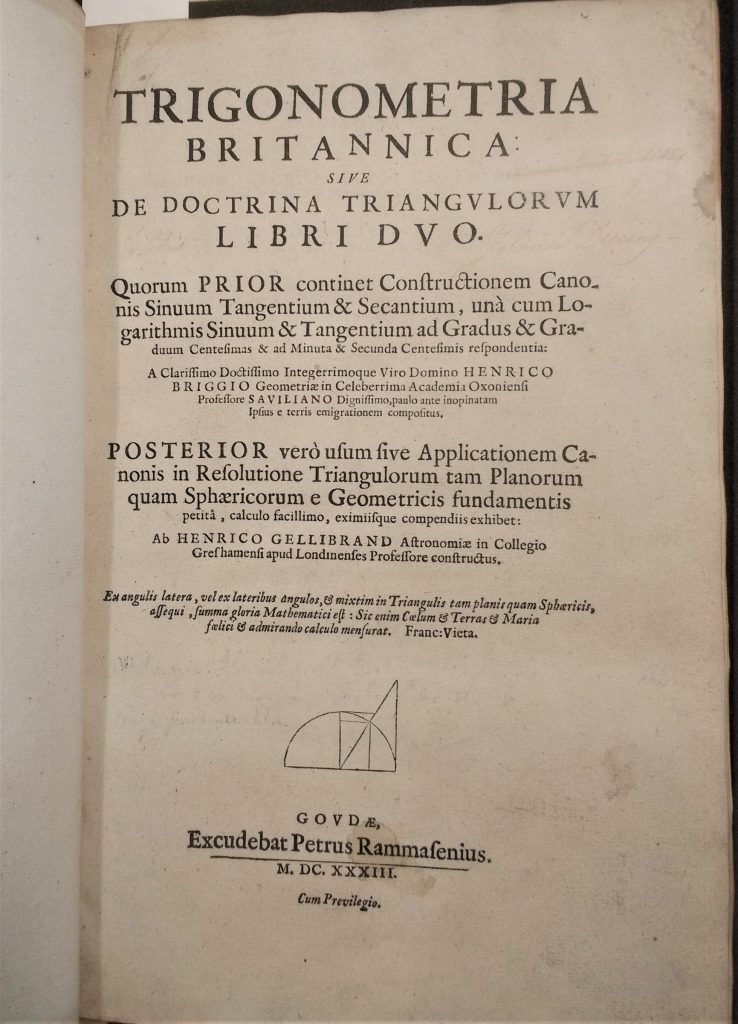 TRIGONOMETRIA
BRITANNICA:
SIVE
DE DOCTRINA TRIANGVLORVM
LIBRI DVO.
Quorum PRIOR continet Conſtructionem Cano-
nis Sinuum Tangentium & Secantium, unà cum Lo-
garithmis Sinuum & Tangentium ad Gradus & Gra-
duum Centeſimas & ad Minuta & Secunda Centeſimis reſpondentia:
A Clariſſimo Doctiſſimo Integerrimoque Viro Domino HENRICO
BRIGGIO Geometriæ in Celeberrima Academia Oxonienſi
Profeſſore SAVILIANO Digniſſimo, paulo ante inopinatam
Ipſius e terris emigrationem compoſitus.
POSTERIOR verò uſum ſive Applicationem Ca-
nonis in Reſolutione Triangulorum tam Planorum
quam Sphæricorum e Geometricis fundamentis
petitâ, calculo facillimo, eximiiſque compendiis exhibet:
Ab HENRICO GELLIBRAND Aſtronomiæ in Collegio
Greſhamenſi apud Londinenſes Profeſſore conſtructus.
Ex angulis latera, vel ex lateribus angulos, & mixtim in Triangulis tam planis quam Sphæricis,
aſſequi, ſumma gloria Mathematici eſt: Sic enim Cælum & Terras & Maria
fælici & admirando calculo menſurat. Franc: Vieta.
GOVDÆ,
Excudebat Petrus Rammaſenius.
M. DC. XXXIII.
Cum Previlegio.